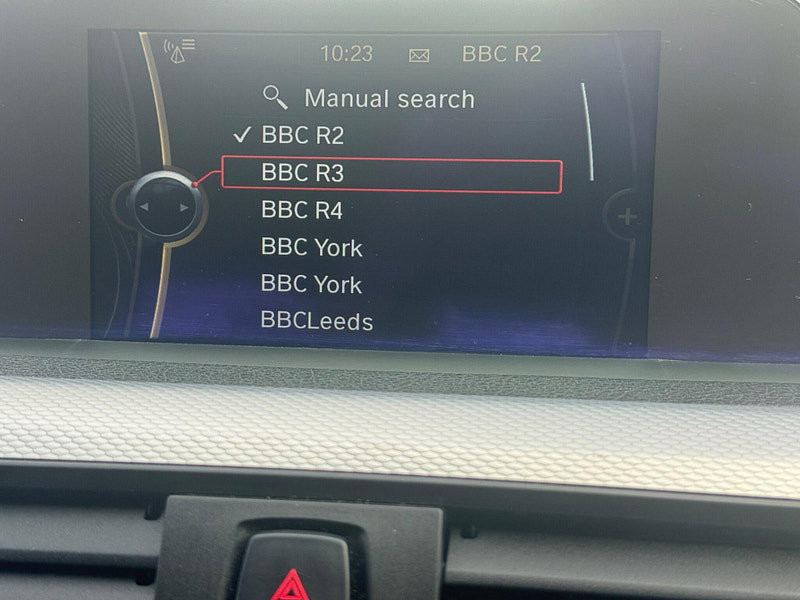 10:23 BBC R2
Manual search
BBC R2
BBC R3
BBC R4
BBC York
BBC York
BBCLeeds